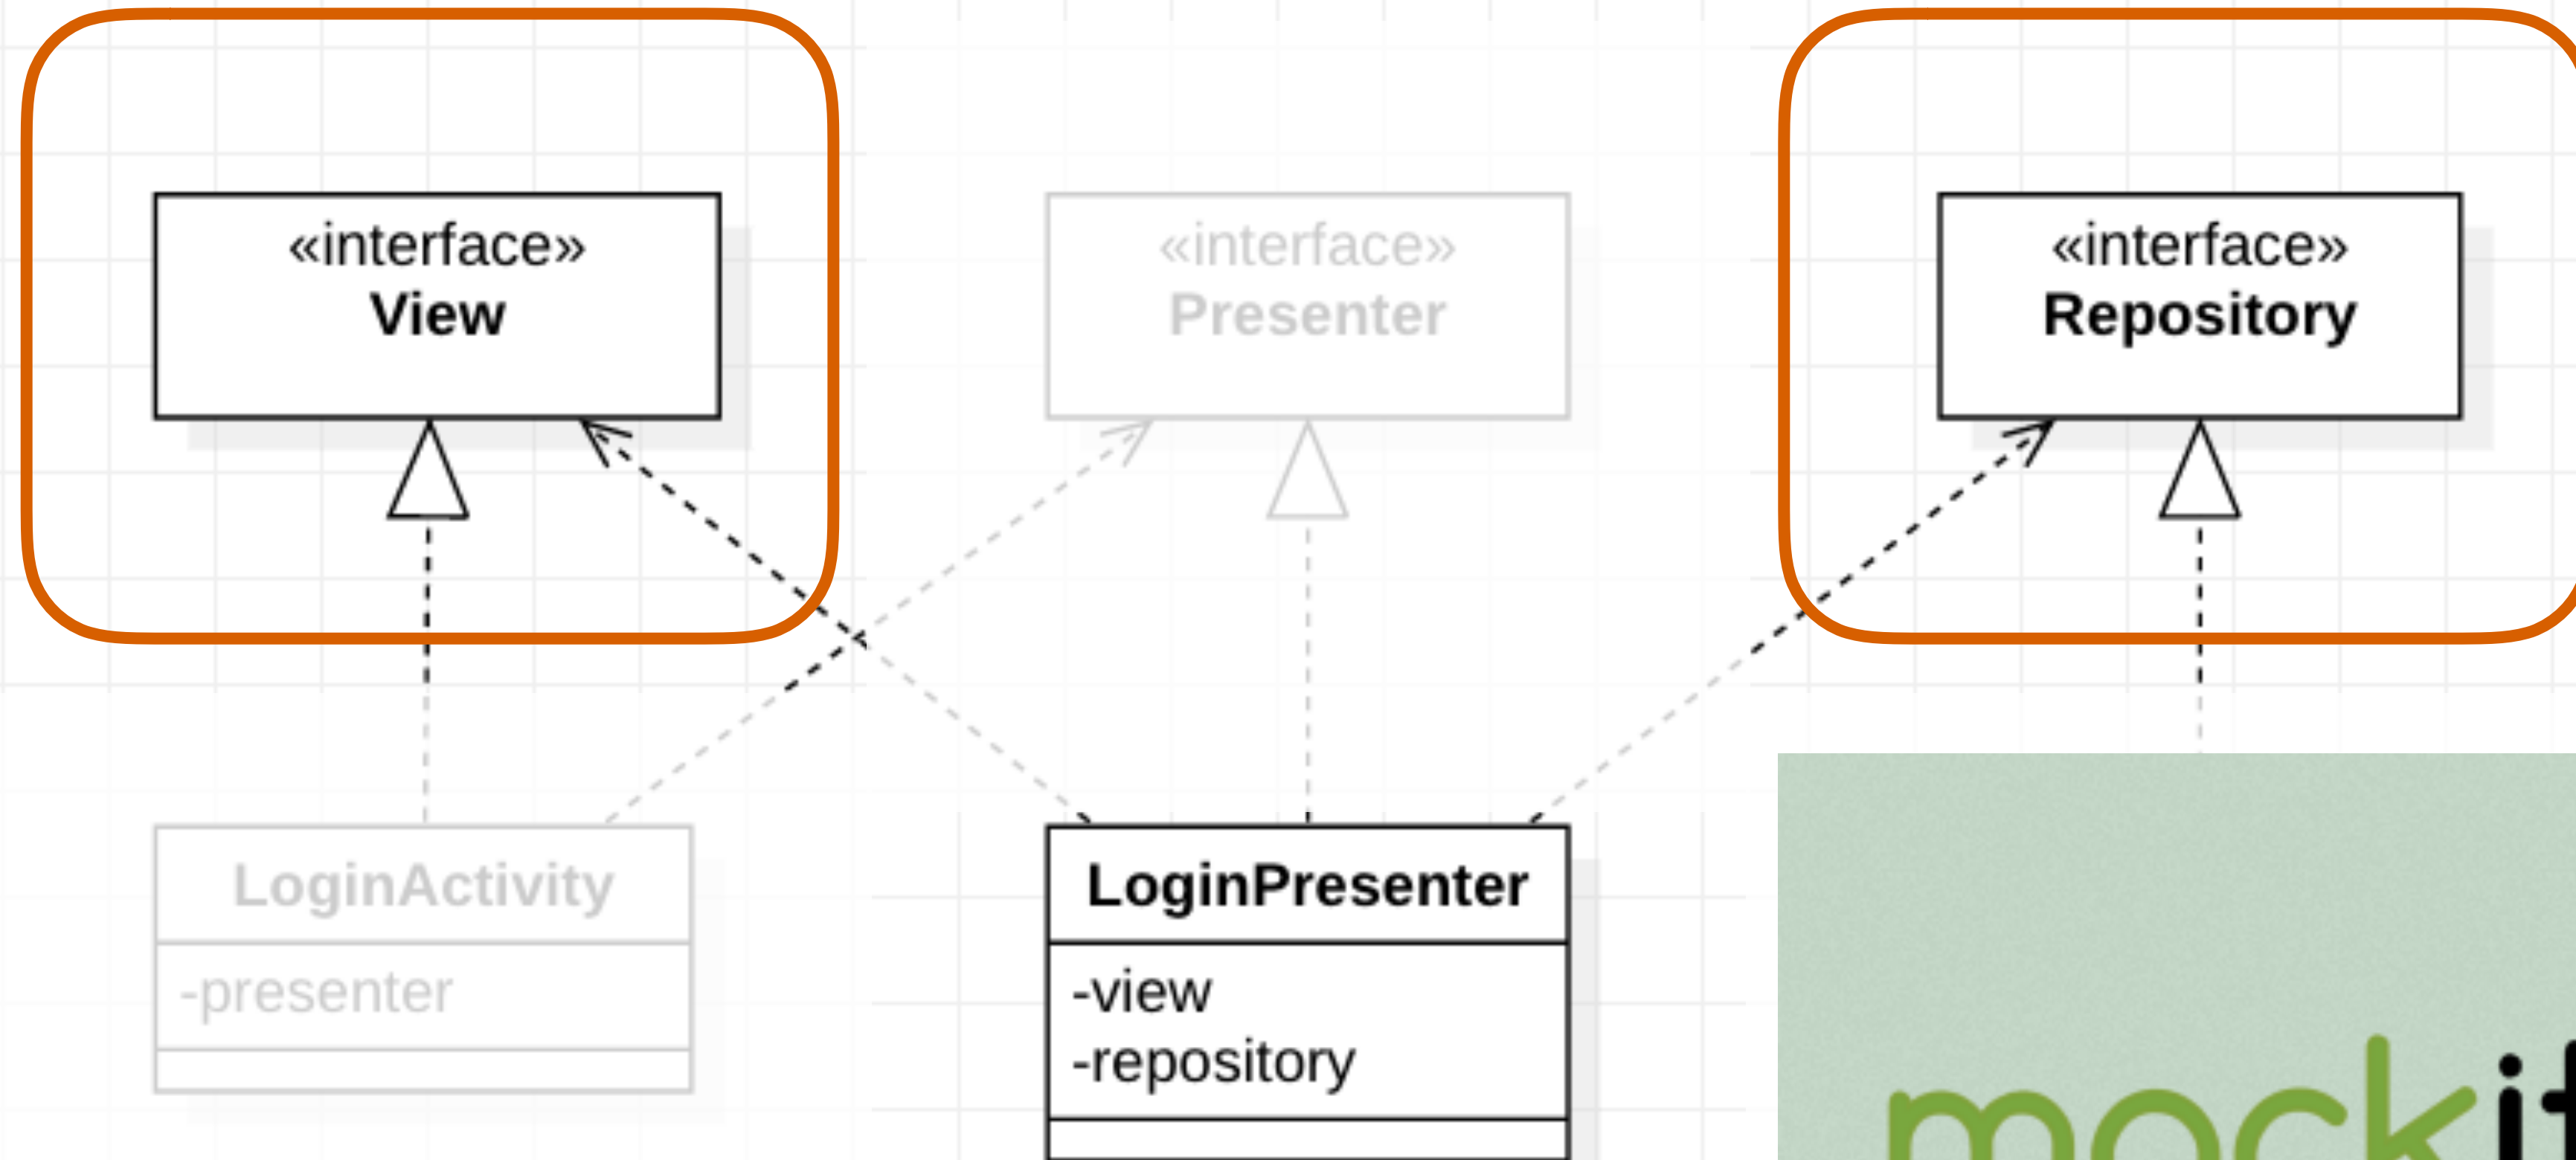 «interface»
View
«interface»
Presenter
«interface»
Repository
LoginActivity
-presenter
LoginPresenter
-view
-repository